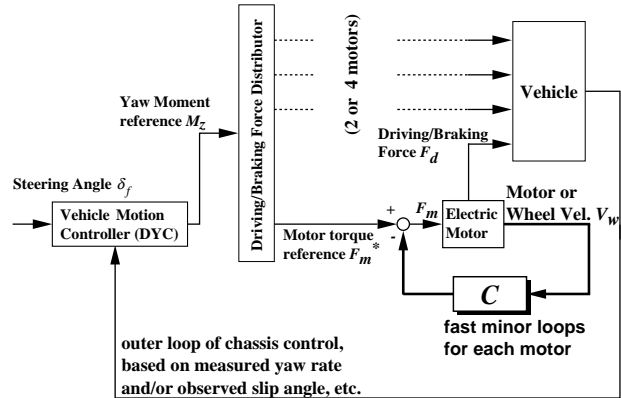 Driving/Braking Force Distributor
(2 or 4 motors)
Vehicle
Yaw Moment
reference Mz
Driving/Braking
Force Fd
Steering Angle δf
Vehicle Motion
Controller (DYC)
+
-
Fm
Electric
Motor
Motor or
Wheel Vel. Vw
Motor torque
reference Fm*
C
fast minor loops
for each motor
outer loop of chassis control,
based on measured yaw rate
and/or observed slip angle, etc.